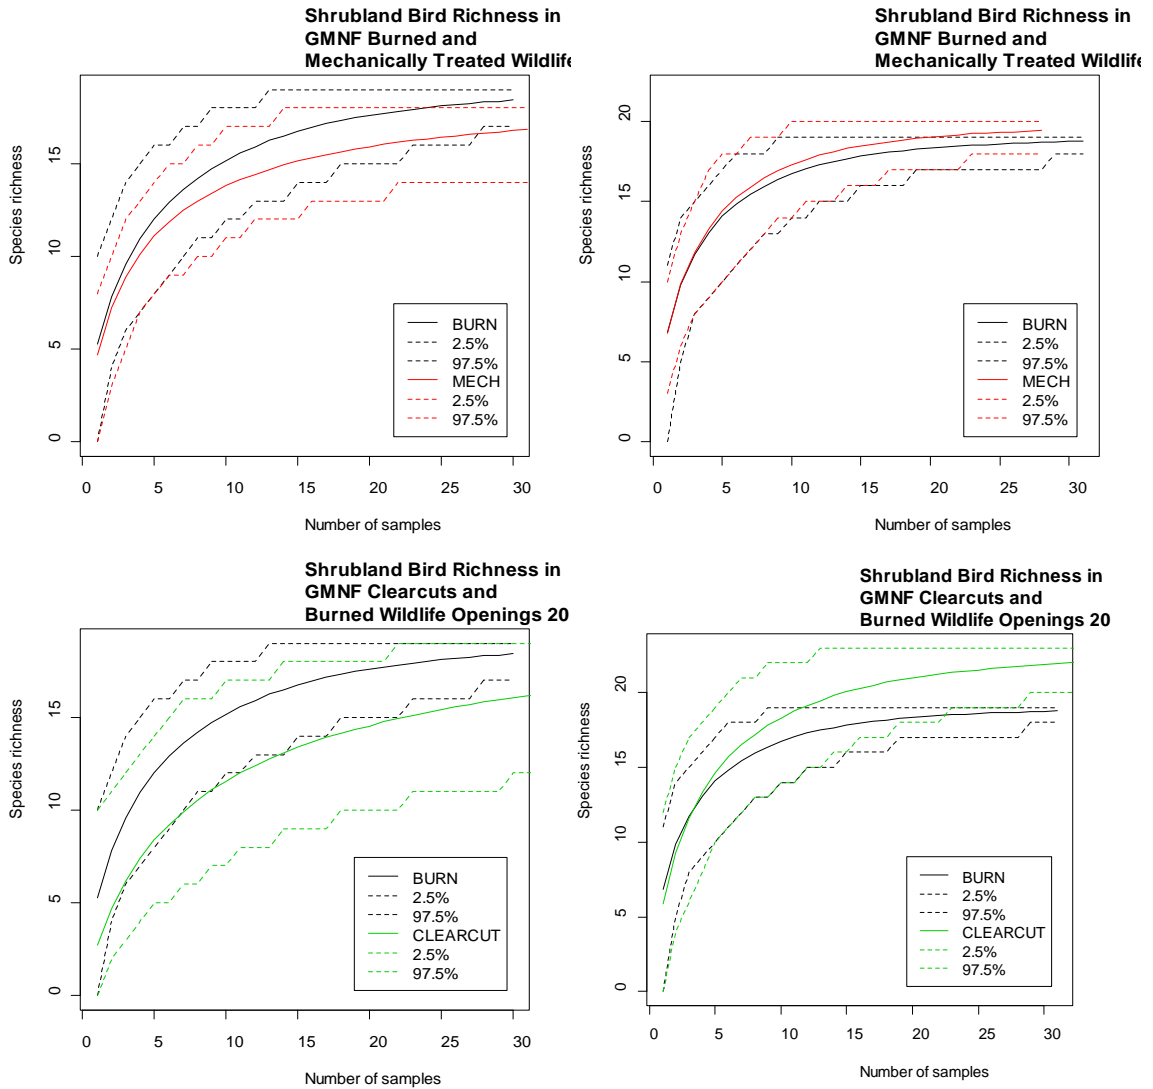 Shrubland Bird Richness in
GMNF Burned and
Mechanically Treated Wildlife
Species richness
0
5
10
15
BURN
2.5%
97.5%
MECH
2.5%
97.5%
0 5 10 15 20 25 30
Number of samples
Shrubland Bird Richness in
GMNF Burned and
Mechanically Treated Wildlife
Species richness
0
5
10
15
20
BURN
2.5%
97.5%
MECH
2.5%
97.5%
0 5 10 15 20 25 30
Number of samples
Shrubland Bird Richness in
GMNF Clearcuts and
Burned Wildlife Openings 20
Species richness
0
5
10
15
BURN
2.5%
97.5%
CLEARCUT
2.5%
97.5%
0 5 10 15 20 25 30
Number of samples
Shrubland Bird Richness in
GMNF Clearcuts and
Burned Wildlife Openings 20
Species richness
0
5
10
15
20
BURN
2.5%
97.5%
CLEARCUT
2.5%
97.5%
0 5 10 15 20 25 30
Number of samples